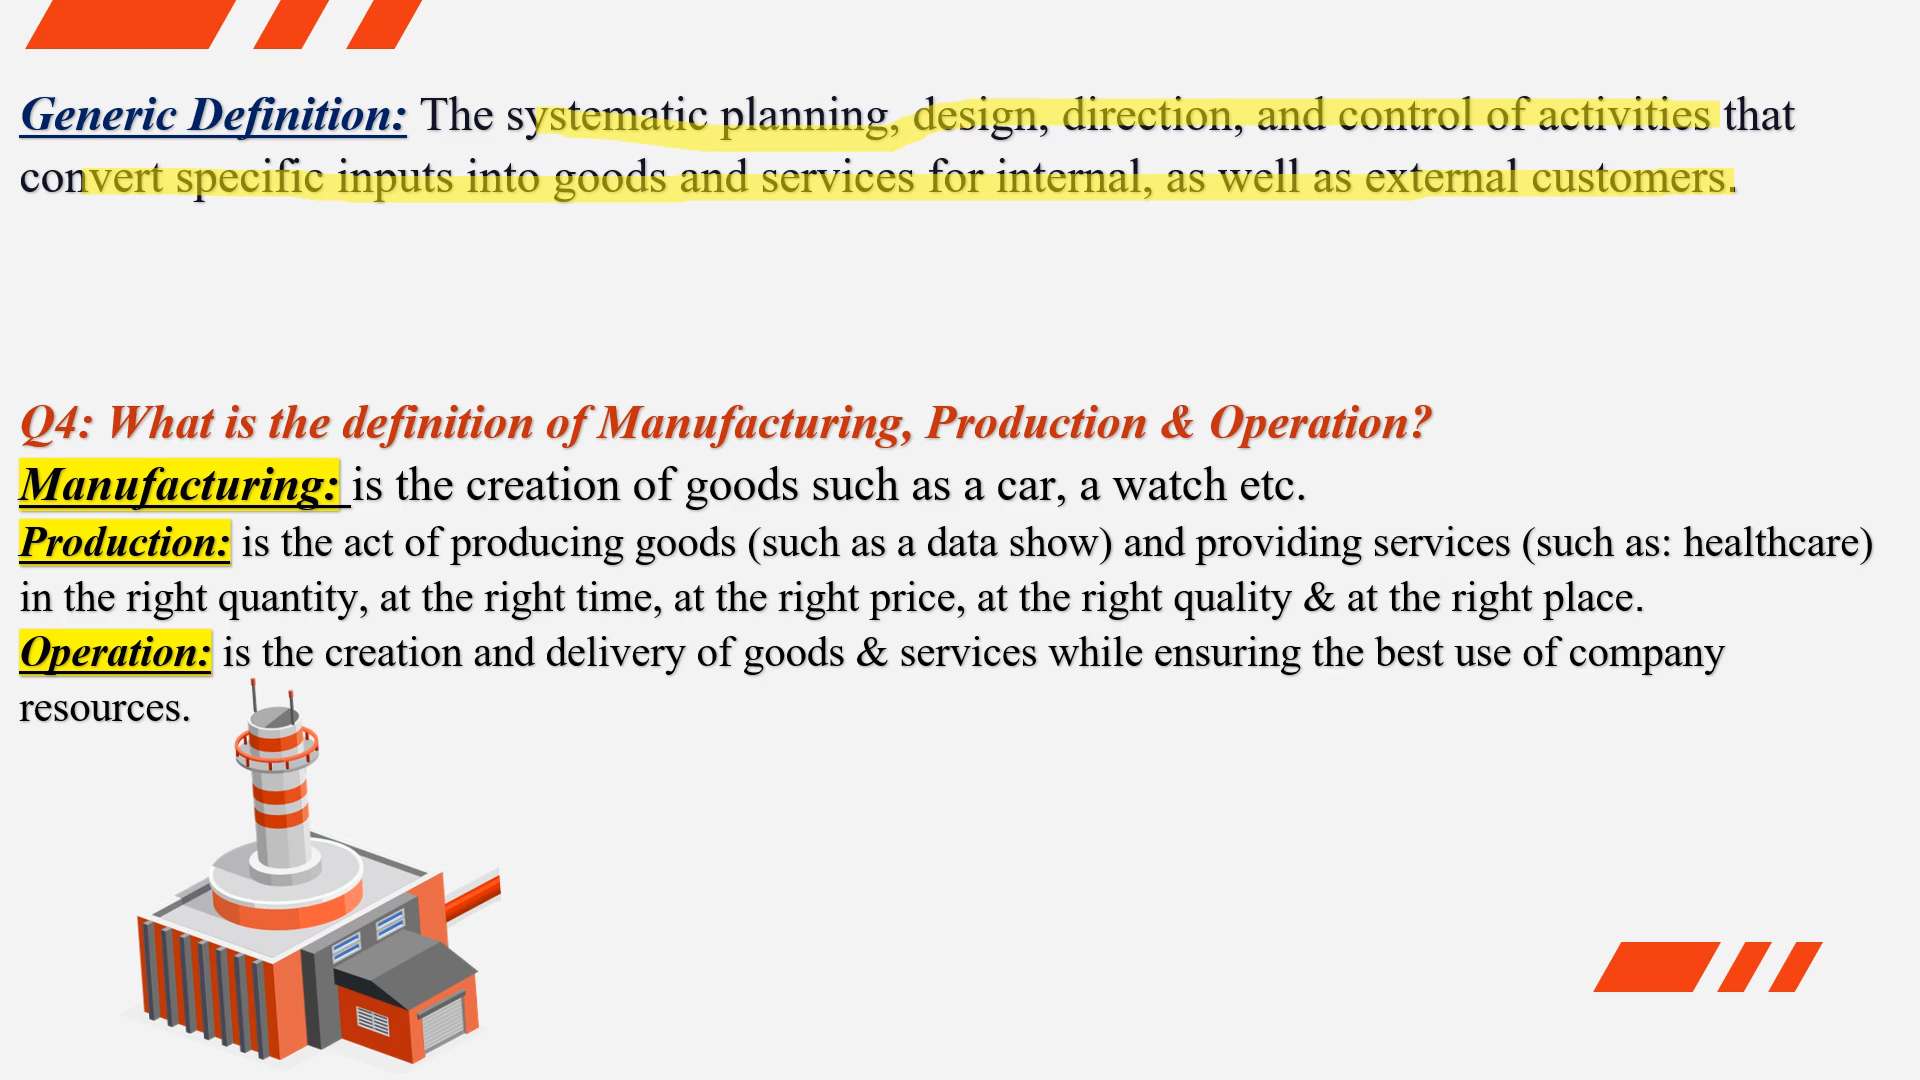 Generic Definition: The systematic planning, design, direction, and control of activities that
convert specific inputs into goods and services for internal, as well as external customers.
Q4: What is the definition of Manufacturing, Production & Operation?
Manufacturing: is the creation of goods such as a car, a watch etc.
Production: is the act of producing goods (such as a data show) and providing services (such as: healthcare)
in the right quantity, at the right time, at the right price, at the right quality & at the right place.
Operation: is the creation and delivery of goods & services while ensuring the best use of company
resources.